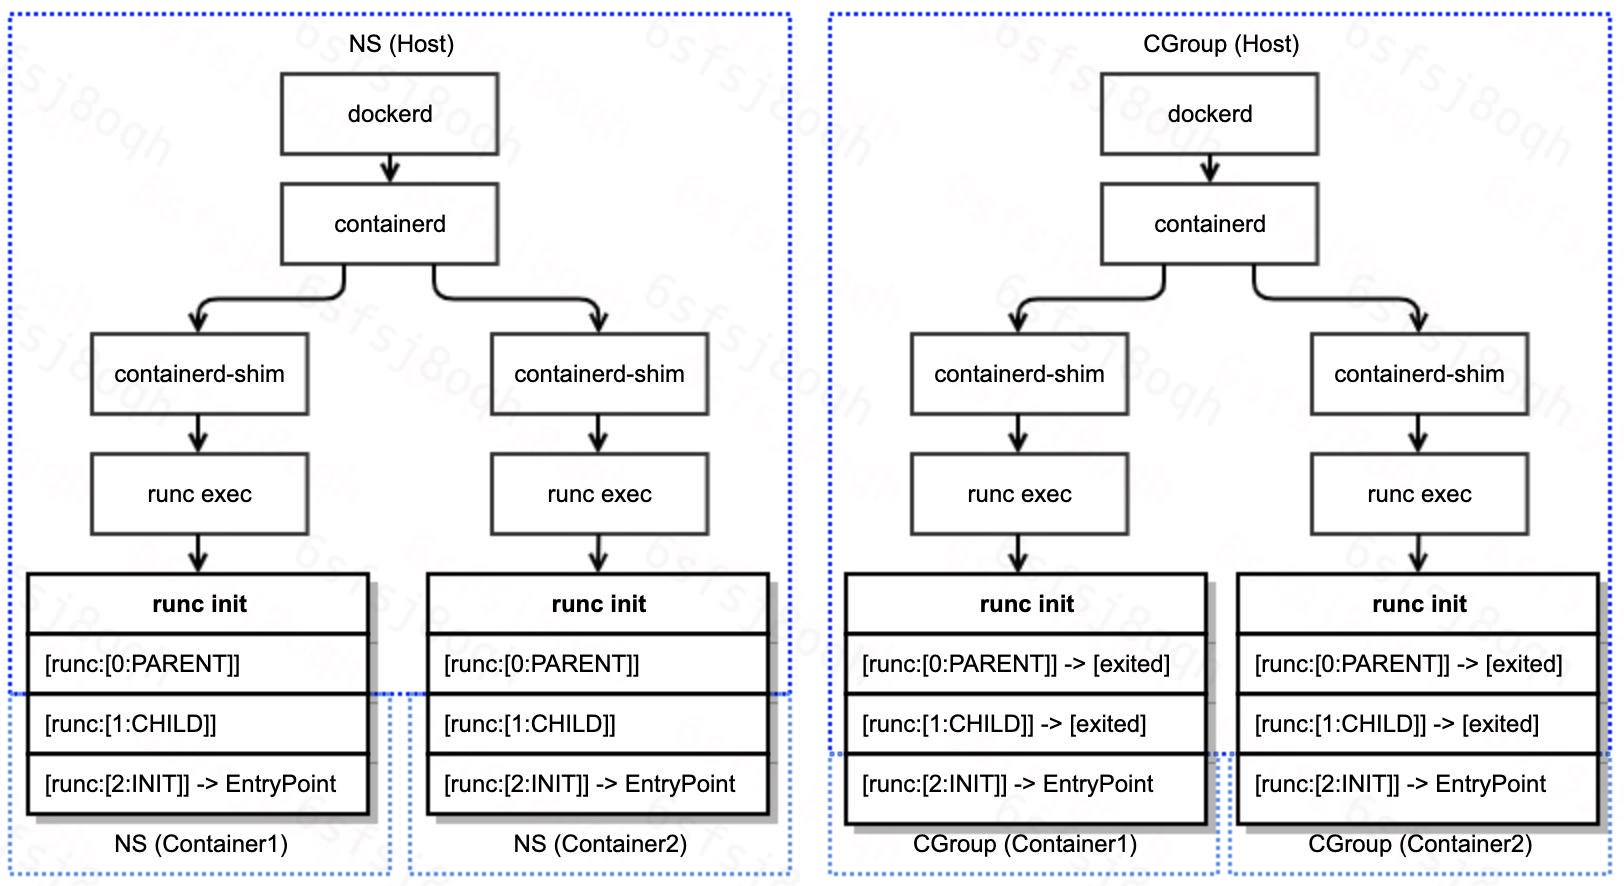 NS (Host)
dockerd
containerd
containerd-shim
containerd-shim
runc exec
runc exec
runc init
[runc:[0:PARENT]]
[runc:[1:CHILD]]
[runc:[2:INIT]] -> EntryPoint
NS (Container1)
runc init
[runc:[0:PARENT]]
[runc:[1:CHILD]]
[runc:[2:INIT]] -> EntryPoint
NS (Container2)
CGroup (Host)
dockerd
containerd
containerd-shim
containerd-shim
runc exec
runc exec
runc init
[runc:[0:PARENT]] -> [exited]
[runc:[1:CHILD]] -> [exited]
[runc:[2:INIT]] -> EntryPoint
CGroup (Container1)
runc init
[runc:[0:PARENT]] -> [exited]
[runc:[1:CHILD]] -> [exited]
[runc:[2:INIT]] -> EntryPoint
CGroup (Container2)
6sfsj8oqh